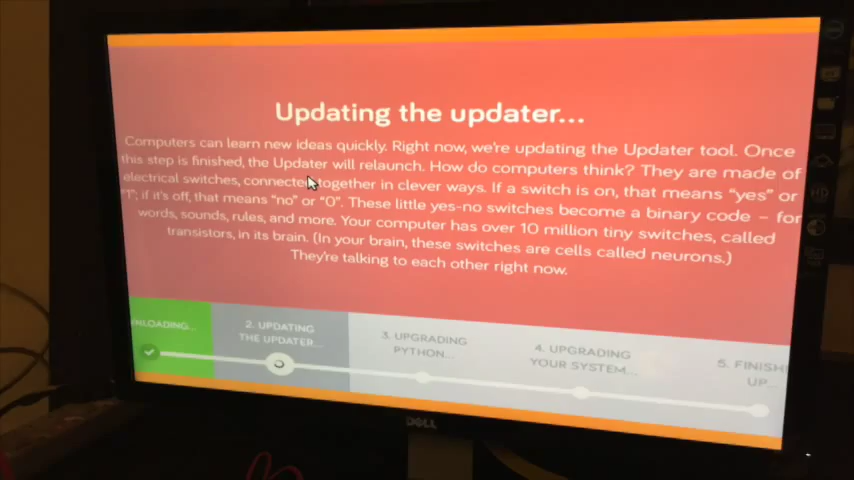 Updating the updater...
Computers can learn new ideas quickly. Right now, we're updating the Updater tool. Once
this step is finished, the Updater will relaunch. How do computers think? They are made of
electrical switches, connected together in clever ways. If a switch is on, that means “yes” or
“1”; if it's off, that means “no” or “0”. These little yes-no switches become a binary code – for
words, sounds, rules, and more. Your computer has over 10 million tiny switches, called
transistors, in its brain. (In your brain, these switches are cells called neurons.)
They're talking to each other right now.
NLOADING...
2. UPDATING
THE UPDATER...
3. UPGRADING
PYTHON...
4. UPGRADING
YOUR SYSTEM...
5. FINISHI
UP...
DELL